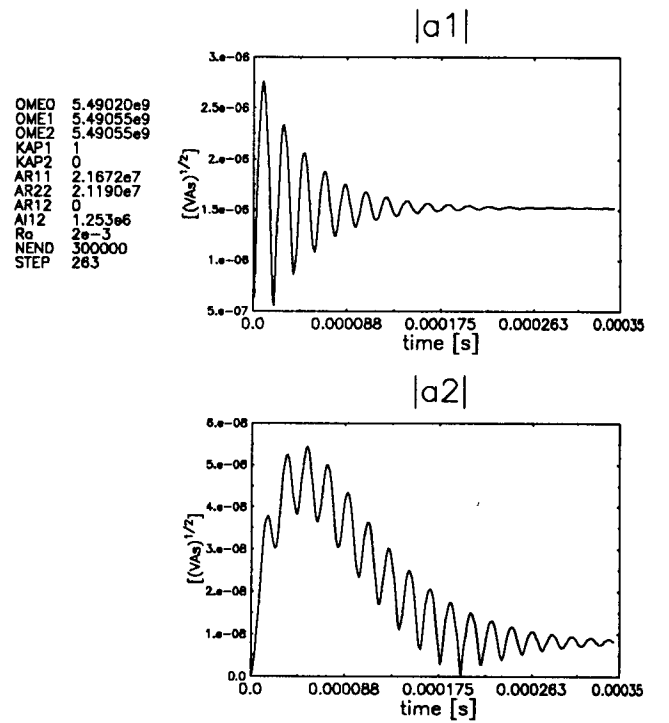 |a1|
OME0 5.49020e9
OME1 5.49055e9
OME2 5.49055e9
KAP1 1
KAP2 0
AR11 2.1672e7
AR22 2.1190e7
AR12 0
AI12 1.253e6
Ra 2e-3
NEND 300000
STEP 263
[(VAs)^1/2]
3.e-06
2.5e-06
2.e-06
1.5e-06
1.e-06
5.e-07
0.0 0.000088 0.000175 0.000263 0.00035
time [s]
|a2|
[(VAs)^1/2]
6.e-08
5.e-08
4.e-08
3.e-08
2.e-08
1.e-08
0.0
0.0 0.000088 0.000175 0.000263 0.00035
time [s]